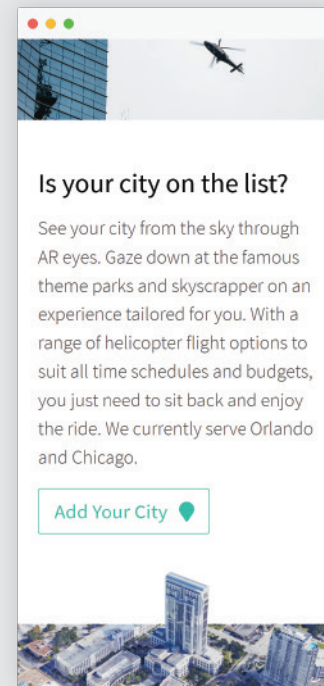 Is your city on the list?
See your city from the sky through
AR eyes. Gaze down at the famous
theme parks and skyscrapper on an
experience tailored for you. With a
range of helicopter flight options to
suit all time schedules and budgets,
you just need to sit back and enjoy
the ride. We currently serve Orlando
and Chicago.
Add Your City